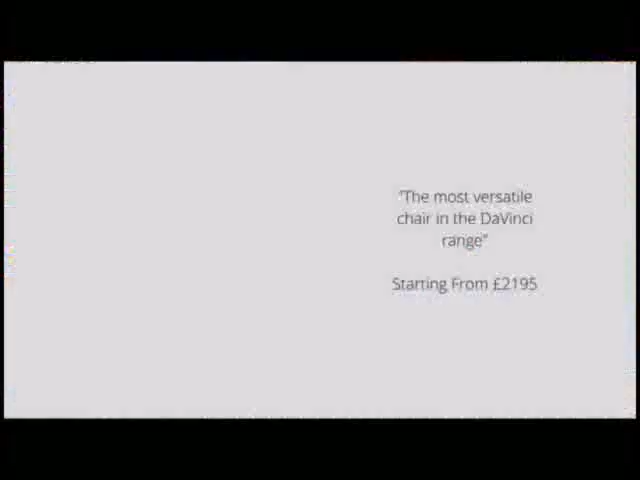 "The most versatile
chair in the DaVinci
range"
Starting From £2195